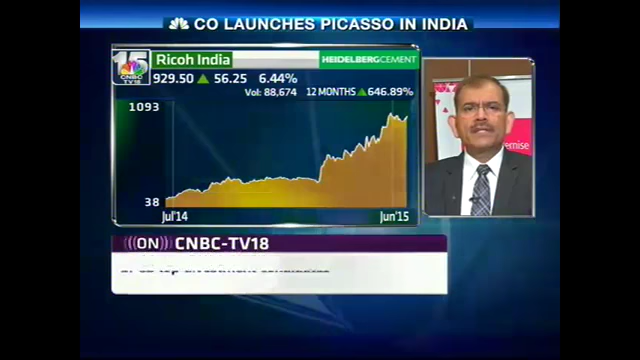 CO LAUNCHES PICASSO IN INDIA
15
CNBC
TV18
Ricoh India
HEIDELBERGCEMENT
929.50 ▲ 56.25 6.44%
Vol: 88,674 12 MONTHS ▲646.89%
1093
38
Jul'14 Jun'15
emise
(((ON))) CNBC-TV18